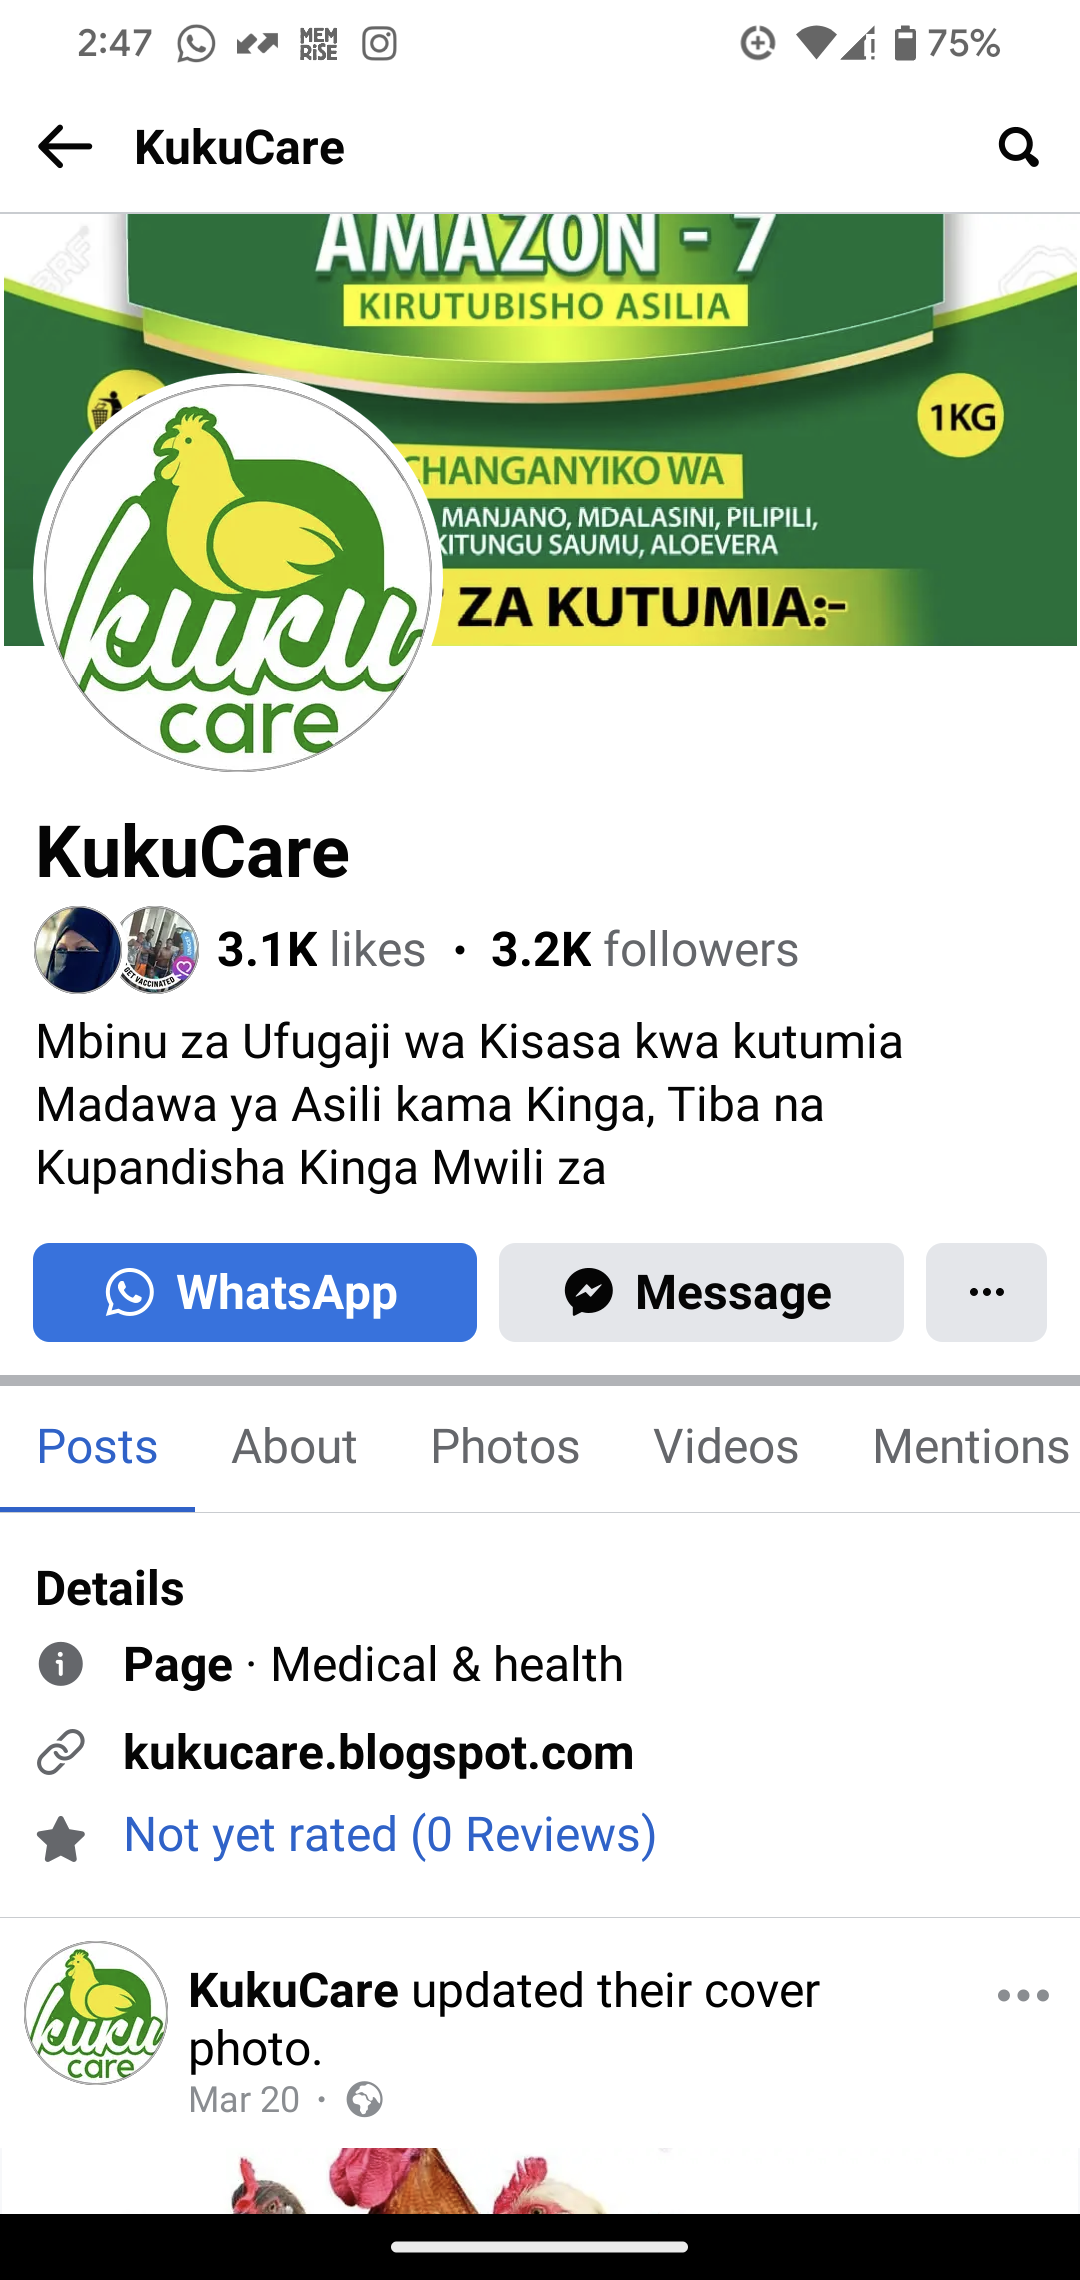 2:47
MEM
RiSE
75%
KukuCare
AMAZON - 7
KIRUTUBISHO ASILIA
1KG
CHANGANYIKO WA
MANJANO, MDALASINI, PILIPILI,
KITUNGU SAUMU, ALOEVERA
ZA KUTUMIA:-
kuku
care
KukuCare
GET VACCINATED
3.1K likes • 3.2K followers
Mbinu za Ufugaji wa Kisasa kwa kutumia
Madawa ya Asili kama Kinga, Tiba na
Kupandisha Kinga Mwili za
WhatsApp
Message
Posts
About
Photos
Videos
Mentions
Details
Page · Medical & health
kukucare.blogspot.com
Not yet rated (0 Reviews)
kuku
care
KukuCare updated their cover
photo.
Mar 20 ·